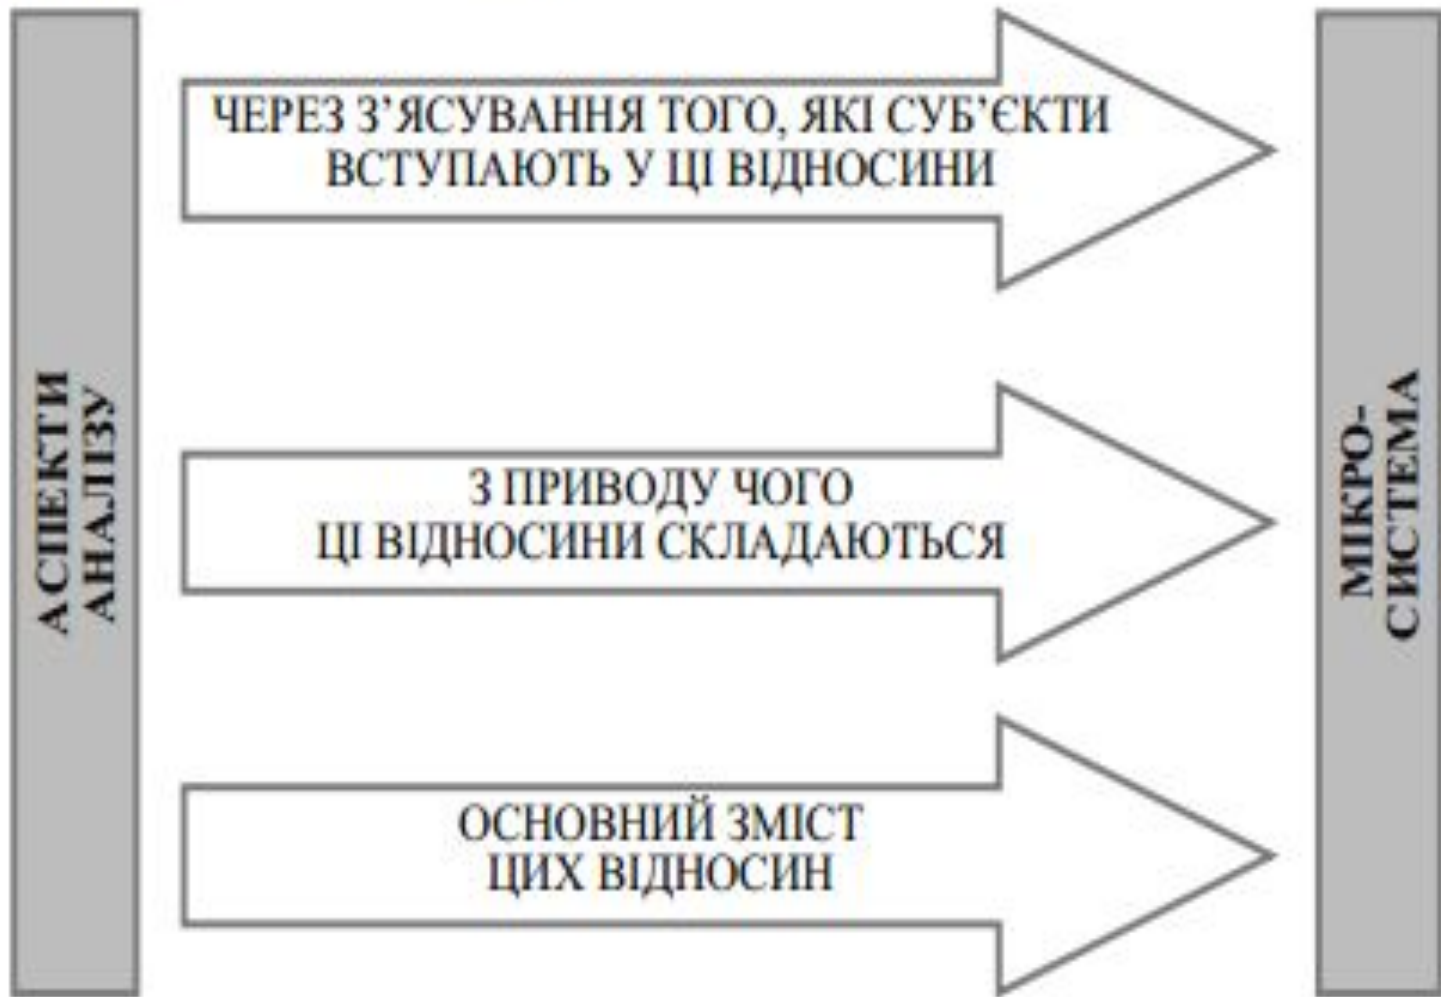 АСПЕКТИ
АНАЛІЗУ
ЧЕРЕЗ З’ЯСУВАННЯ ТОГО, ЯКІ СУБ’ЄКТИ
ВСТУПАЮТЬ У ЦІ ВІДНОСИНИ
З ПРИВОДУ ЧОГО
ЦІ ВІДНОСИНИ СКЛАДАЮТЬСЯ
ОСНОВНИЙ ЗМІСТ
ЦИХ ВІДНОСИН
МІКРО-
СИСТЕМА